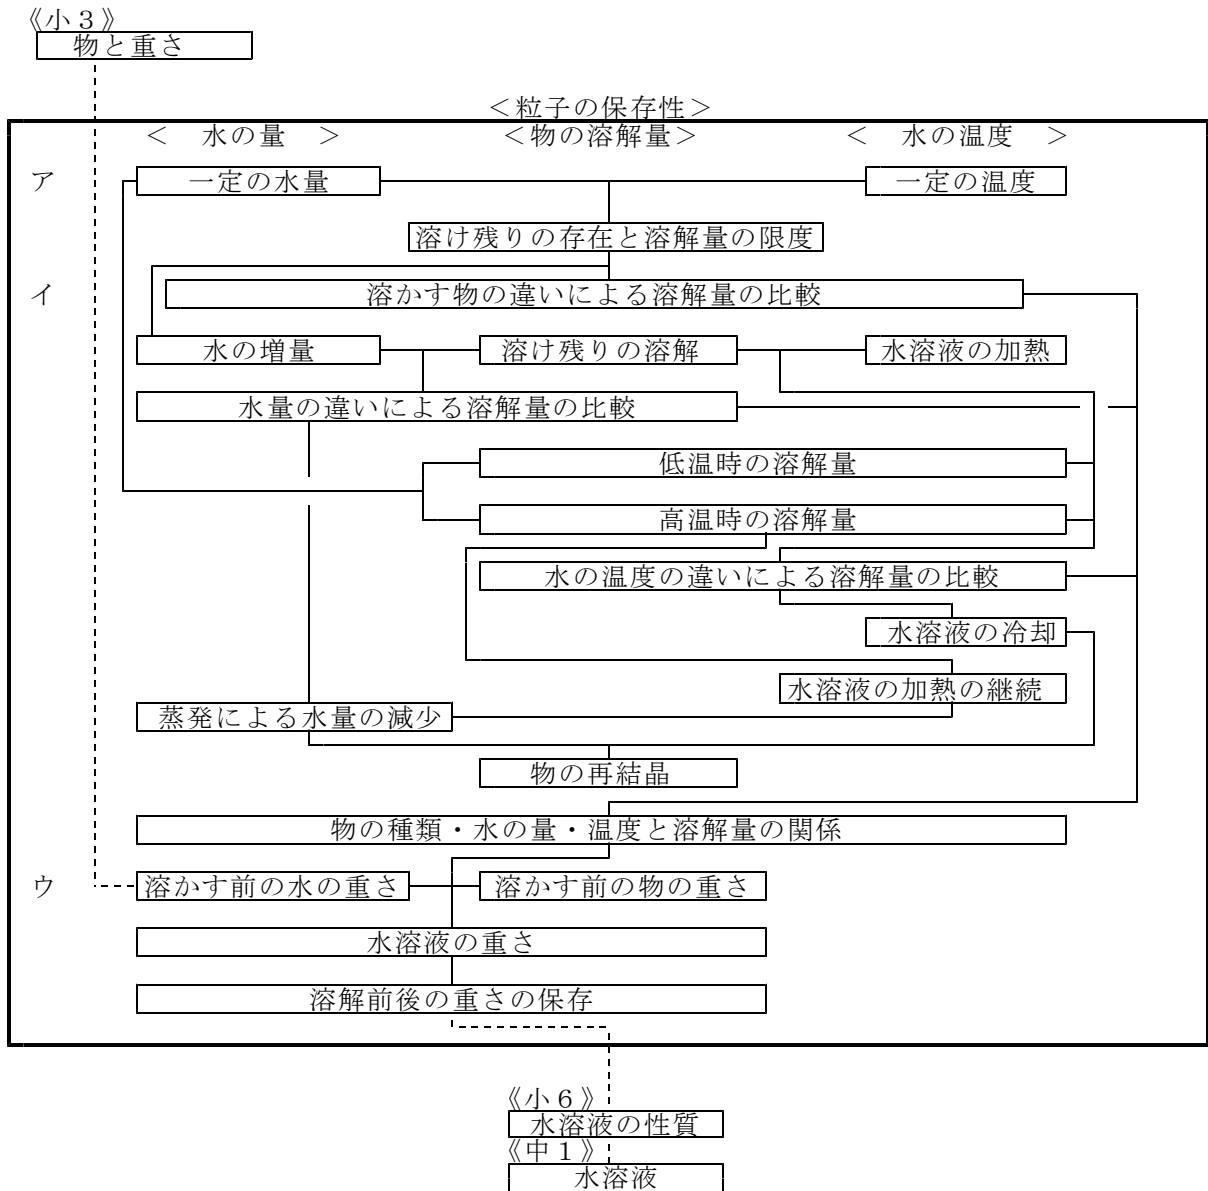 《小３》
物と重さ
＜粒子の保存性＞
＜　水の量　＞　＜物の溶解量＞　＜　水の温度　＞
ア　一定の水量　一定の温度
溶け残りの存在と溶解量の限度
イ　溶かす物の違いによる溶解量の比較
水の増量　溶け残りの溶解　水溶液の加熱
水量の違いによる溶解量の比較
低温時の溶解量
高温時の溶解量
水の温度の違いによる溶解量の比較
水溶液の冷却
水溶液の加熱の継続
蒸発による水量の減少
物の再結晶
物の種類・水の量・温度と溶解量の関係
ウ　溶かす前の水の重さ　溶かす前の物の重さ
水溶液の重さ
溶解前後の重さの保存
《小６》
水溶液の性質
《中１》
水溶液